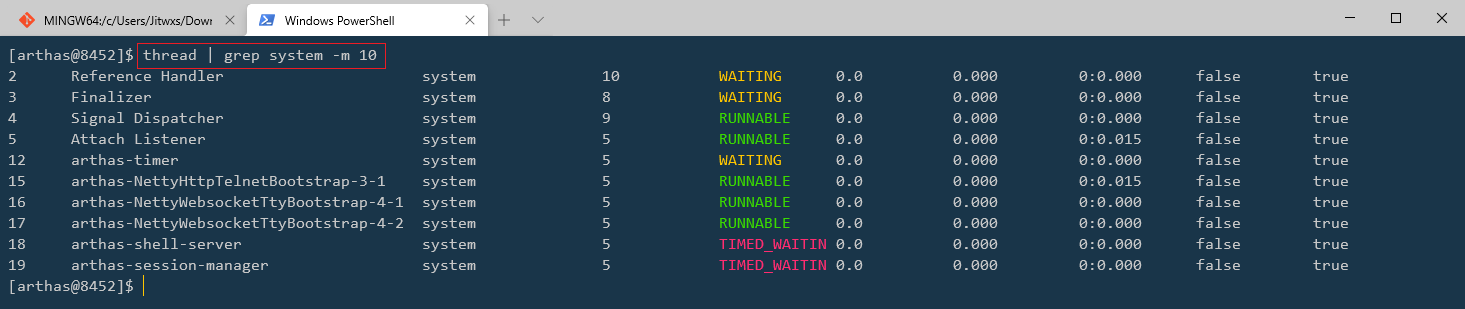 MINGW64:/c/Users/Jitwxs/Dow
Windows PowerShell
[arthas@8452]$ thread | grep system -m 10
2 Reference Handler system 10 WAITING 0.0 0.000 0:0.000 false true
3 Finalizer system 8 WAITING 0.0 0.000 0:0.000 false true
4 Signal Dispatcher system 9 RUNNABLE 0.0 0.000 0:0.000 false true
5 Attach Listener system 5 RUNNABLE 0.0 0.000 0:0.015 false true
12 arthas-timer system 5 WAITING 0.0 0.000 0:0.000 false true
15 arthas-NettyHttpTelnetBootstrap-3-1 system 5 RUNNABLE 0.0 0.000 0:0.015 false true
16 arthas-NettyWebsocketTtyBootstrap-4-1 system 5 RUNNABLE 0.0 0.000 0:0.000 false true
17 arthas-NettyWebsocketTtyBootstrap-4-2 system 5 RUNNABLE 0.0 0.000 0:0.000 false true
18 arthas-shell-server system 5 TIMED_WAITIN 0.0 0.000 0:0.000 false true
19 arthas-session-manager system 5 TIMED_WAITIN 0.0 0.000 0:0.000 false true
[arthas@8452]$